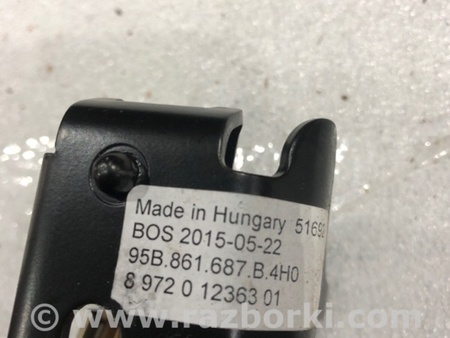 Made in Hungary 51692
BOS 2015-05-22
95B.861.687.B.4H0
8 972 0 12363 01
© www.razborki.com